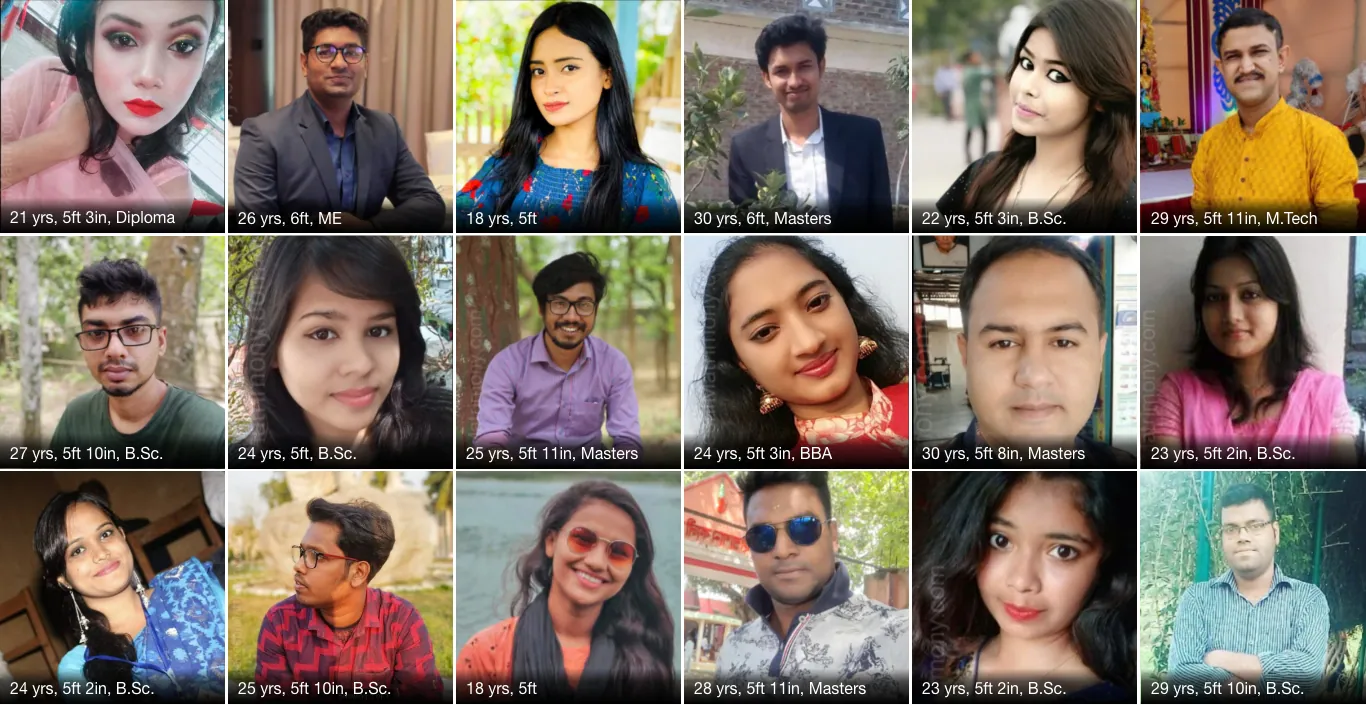 21 yrs, 5ft 3in, Diploma
26 yrs, 6ft, ME
18 yrs, 5ft
30 yrs, 6ft, Masters
22 yrs, 5ft 3in, B.Sc.
29 yrs, 5ft 11in, M.Tech
27 yrs, 5ft 10in, B.Sc.
24 yrs, 5ft, B.Sc.
25 yrs, 5ft 11in, Masters
24 yrs, 5ft 3in, BBA
30 yrs, 5ft 8in, Masters
23 yrs, 5ft 2in, B.Sc.
24 yrs, 5ft 2in, B.Sc.
25 yrs, 5ft 10in, B.Sc.
18 yrs, 5ft
28 yrs, 5ft 11in, Masters
23 yrs, 5ft 2in, B.Sc.
29 yrs, 5ft 10in, B.Sc.